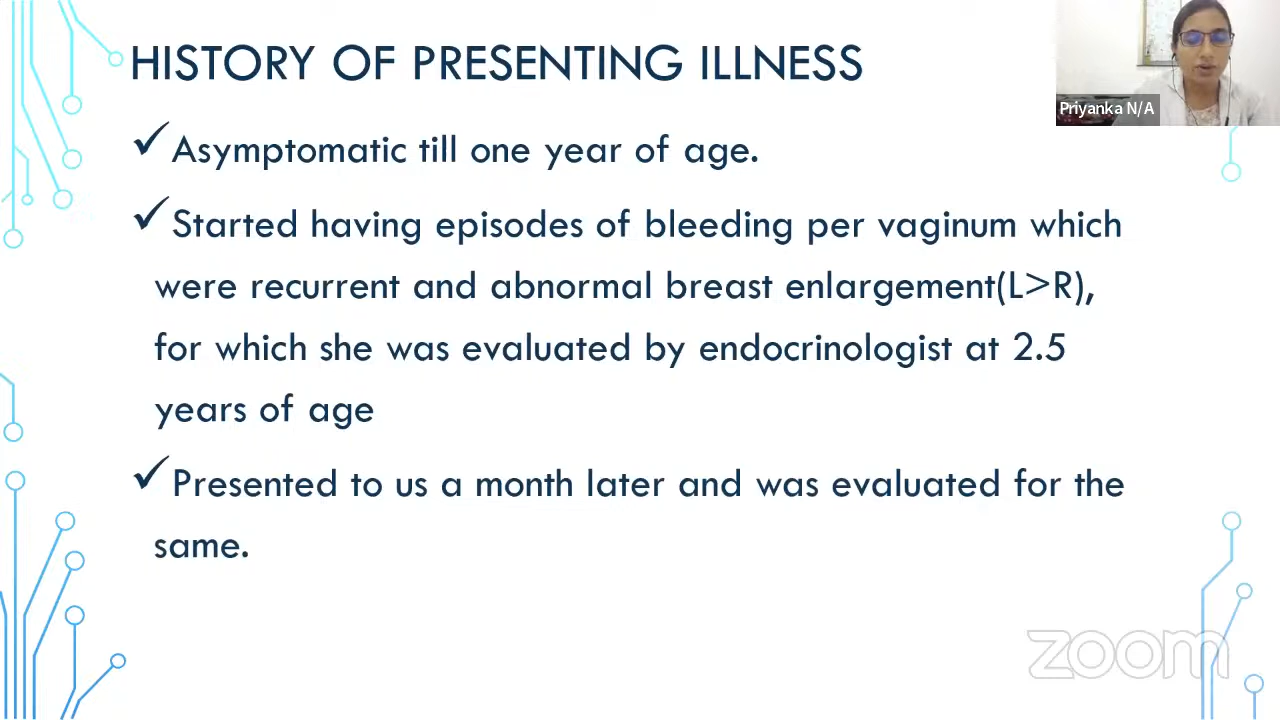 HISTORY OF PRESENTING ILLNESS
Priyanka N/A
✓Asymptomatic till one year of age.
✓Started having episodes of bleeding per vaginum which
were recurrent and abnormal breast enlargement(L>R),
for which she was evaluated by endocrinologist at 2.5
years of age
✓Presented to us a month later and was evaluated for the
same.
zoom